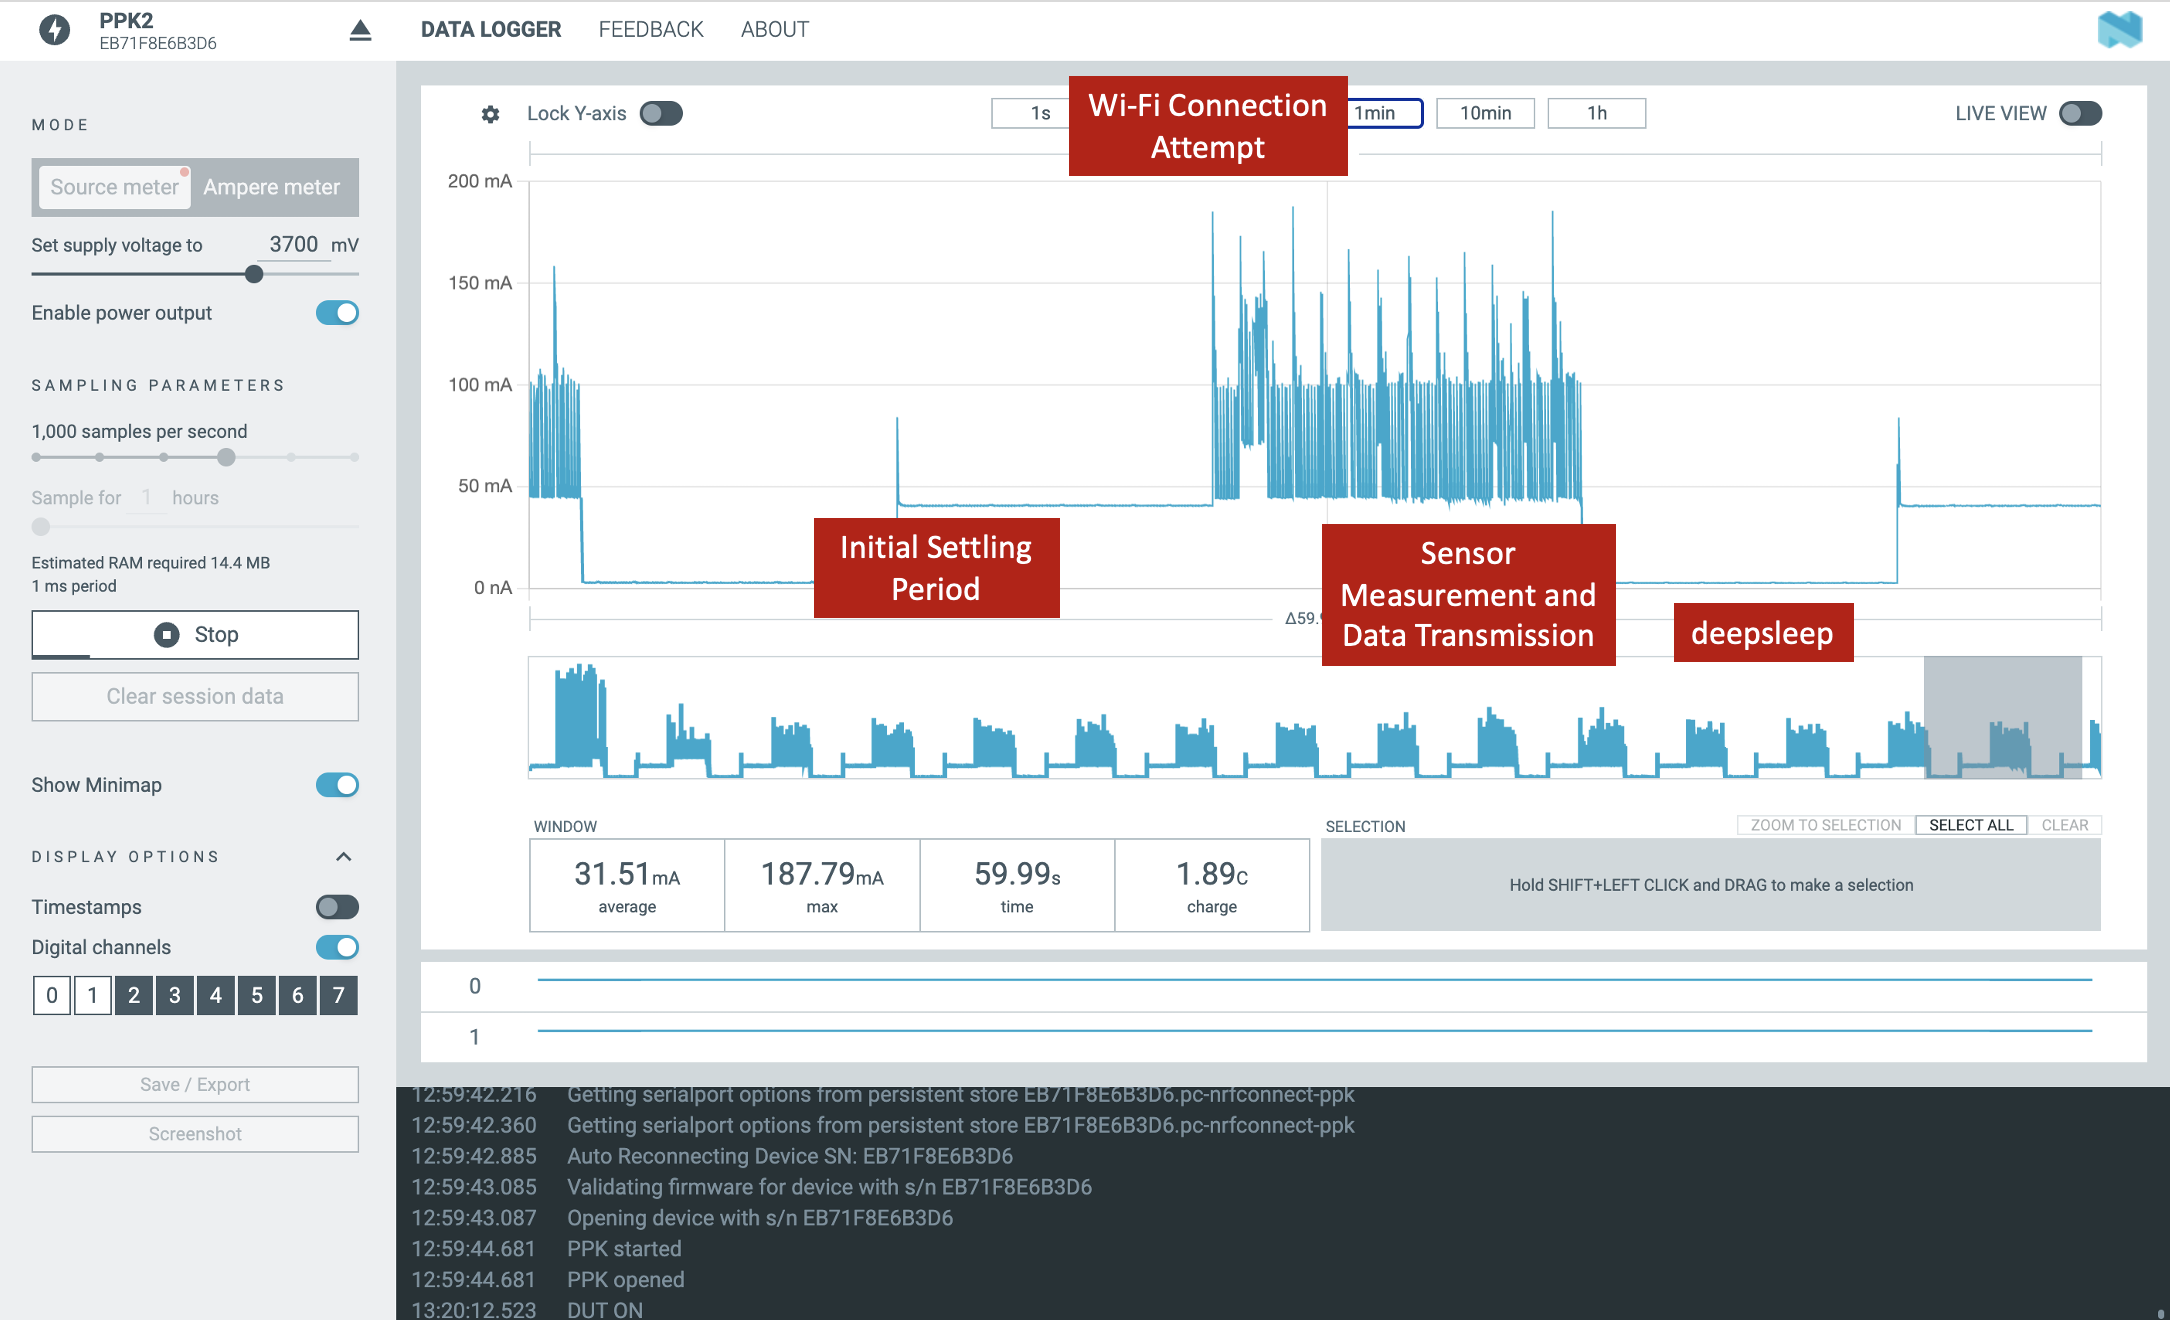 PPK2
EB71F8E6B3D6
DATA LOGGER FEEDBACK ABOUT
MODE
Source meter Ampere meter
Set supply voltage to 3700 mV
Enable power output
SAMPLING PARAMETERS
1,000 samples per second
Sample for 1 hours
Estimated RAM required 14.4 MB
1 ms period
Stop
Clear session data
Show Minimap
DISPLAY OPTIONS
Timestamps
Digital channels
0 1 2 3 4 5 6 7
Save / Export
Screenshot
Lock Y-axis
1s
1min
10min
1h
LIVE VIEW
Wi-Fi Connection
Attempt
200 mA
150 mA
100 mA
50 mA
0 nA
Initial Settling
Period
Δ59.
Sensor
Measurement and
Data Transmission
deepsleep
WINDOW
31.51mA
average
187.79mA
max
59.99s
time
1.89C
charge
SELECTION
ZOOM TO SELECTION SELECT ALL CLEAR
Hold SHIFT+LEFT CLICK and DRAG to make a selection
0
1
12:59:42.216 Getting serialport options from persistent store EB71F8E6B3D6.pc-nrfconnect-ppk
12:59:42.360 Getting serialport options from persistent store EB71F8E6B3D6.pc-nrfconnect-ppk
12:59:42.885 Auto Reconnecting Device SN: EB71F8E6B3D6
12:59:43.085 Validating firmware for device with s/n EB71F8E6B3D6
12:59:43.087 Opening device with s/n EB71F8E6B3D6
12:59:44.681 PPK started
12:59:44.681 PPK opened
13:20:12.523 DUT ON